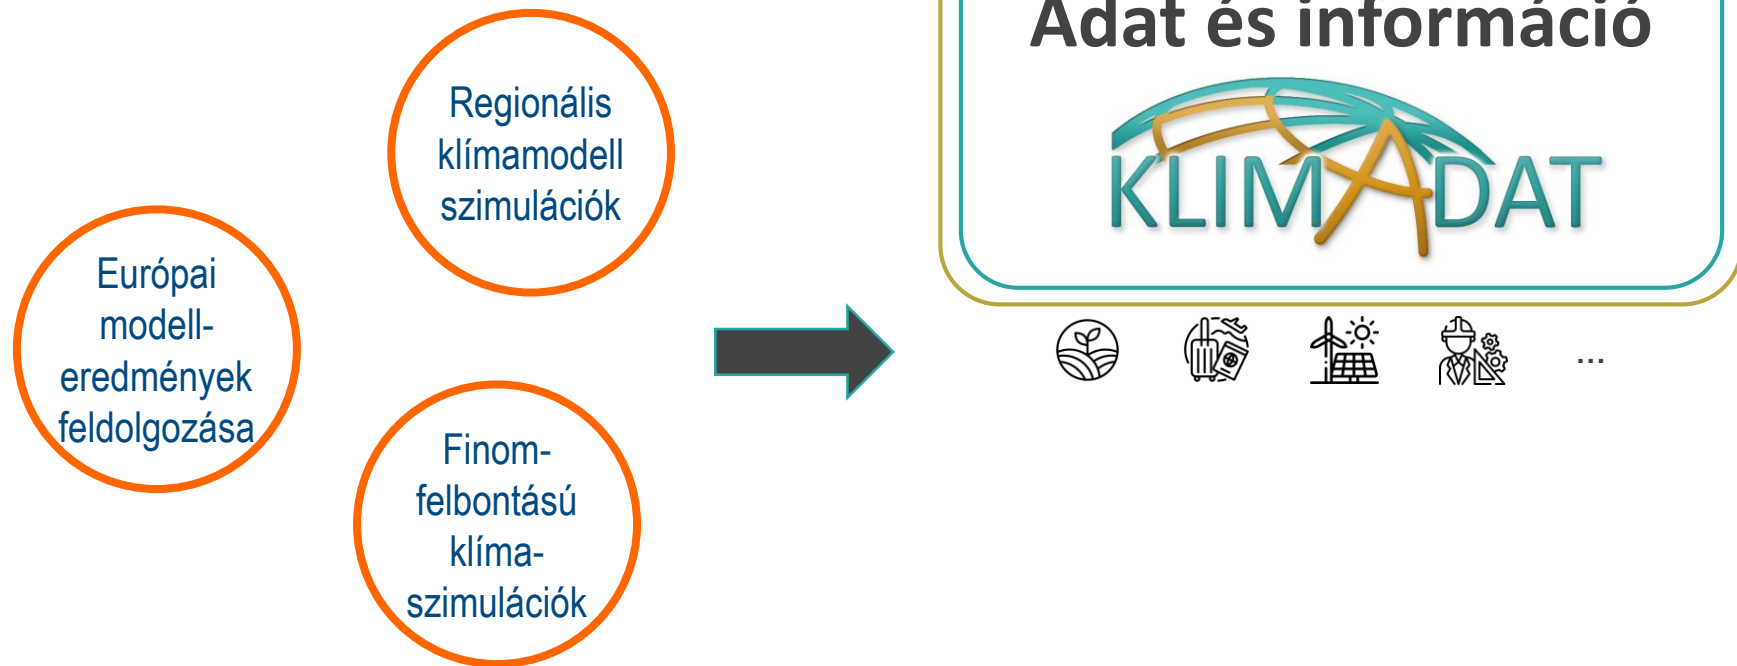 Adat és információ
KLIMADAT
Regionális
klímamodell
szimulációk
Európai
modell-
eredmények
feldolgozása
Finom-
felbontású
klíma-
szimulációk
...